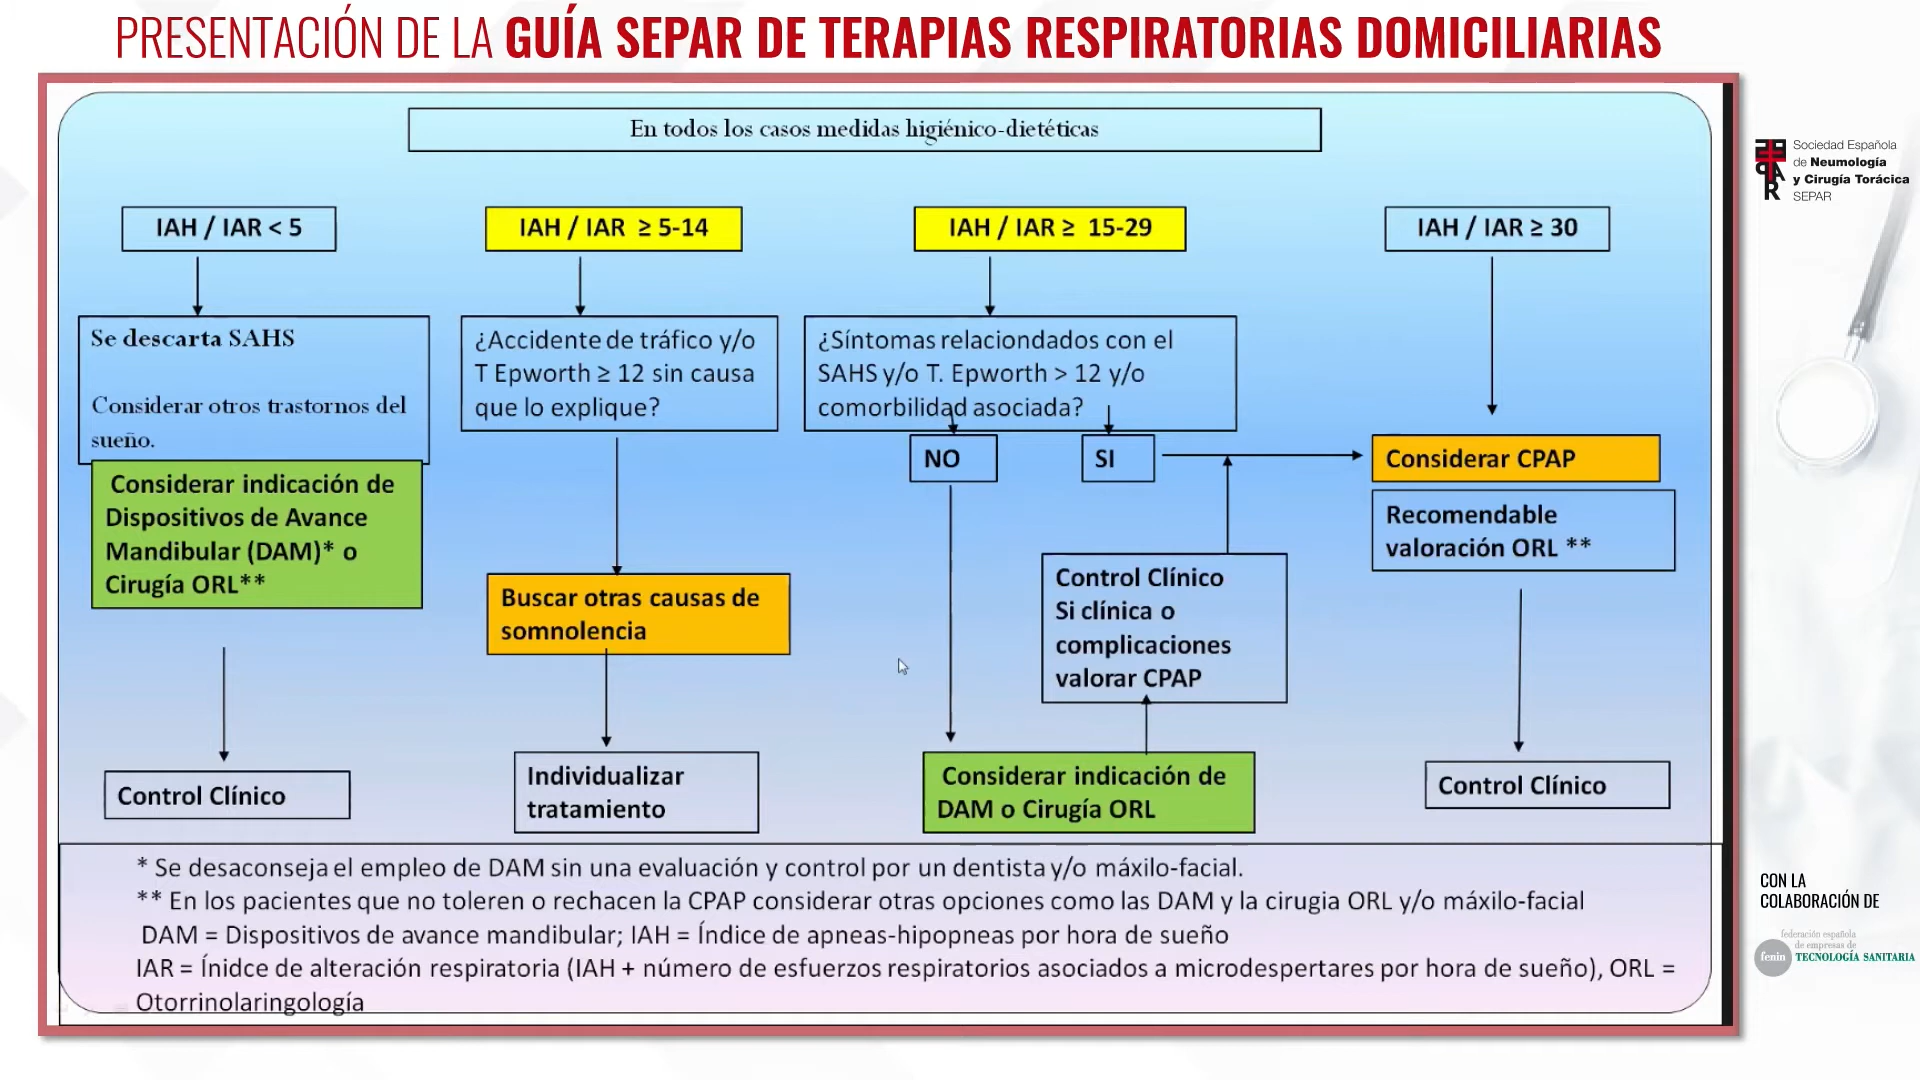 PRESENTACIÓN DE LA GUÍA SEPAR DE TERAPIAS RESPIRATORIAS DOMICILIARIAS
En todos los casos medidas higiénico-dietéticas
IAH / IAR < 5
IAH / IAR ≥ 5-14
IAH / IAR ≥ 15-29
IAH / IAR ≥ 30
Se descarta SAHS
Considerar otros trastornos del
sueño.
Considerar indicación de
Dispositivos de Avance
Mandibular (DAM)* o
Cirugía ORL**
Control Clínico
¿Accidente de tráfico y/o
T Epworth ≥ 12 sin causa
que lo explique?
Buscar otras causas de
somnolencia
Individualizar
tratamiento
¿Síntomas relaciondados con el
SAHS y/o T. Epworth > 12 y/o
comorbilidad asociada?
NO
SI
Control Clínico
Si clínica o
complicaciones
valorar CPAP
Considerar indicación de
DAM o Cirugía ORL
Considerar CPAP
Recomendable
valoración ORL **
Control Clínico
* Se desaconseja el empleo de DAM sin una evaluación y control por un dentista y/o máxilo-facial.
** En los pacientes que no toleren o rechacen la CPAP considerar otras opciones como las DAM y la cirugia ORL y/o máxilo-facial
DAM = Dispositivos de avance mandibular; IAH = Índice de apneas-hipopneas por hora de sueño
IAR = Ínidce de alteración respiratoria (IAH + número de esfuerzos respiratorios asociados a microdespertares por hora de sueño), ORL =
Otorrinolaringología
Sociedad Española
de Neumología
y Cirugía Torácica
SEPAR
CON LA
COLABORACIÓN DE
federación española
de empresas de
fenin TECNOLOGÍA SANITARIA